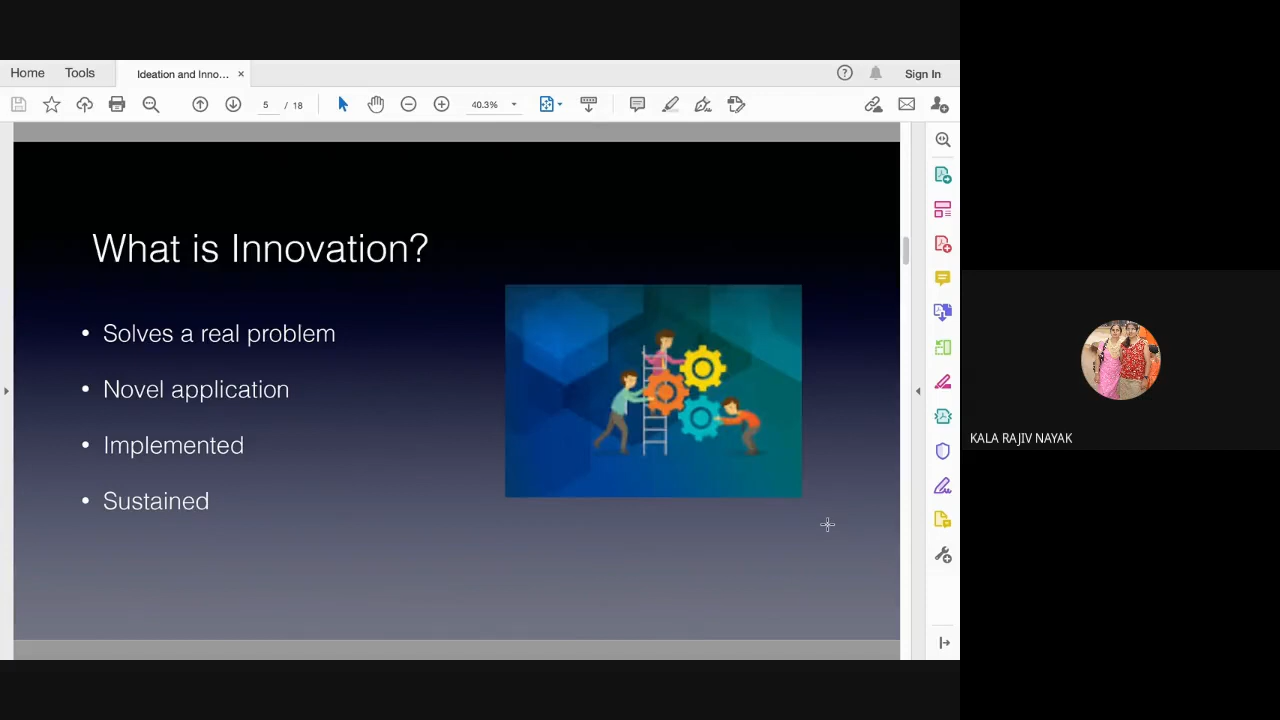 Home
Tools
Ideation and Inno...
×
Sign In
5 / 18
40.3%
What is Innovation?
• Solves a real problem
• Novel application
• Implemented
• Sustained
KALA RAJIV NAYAK